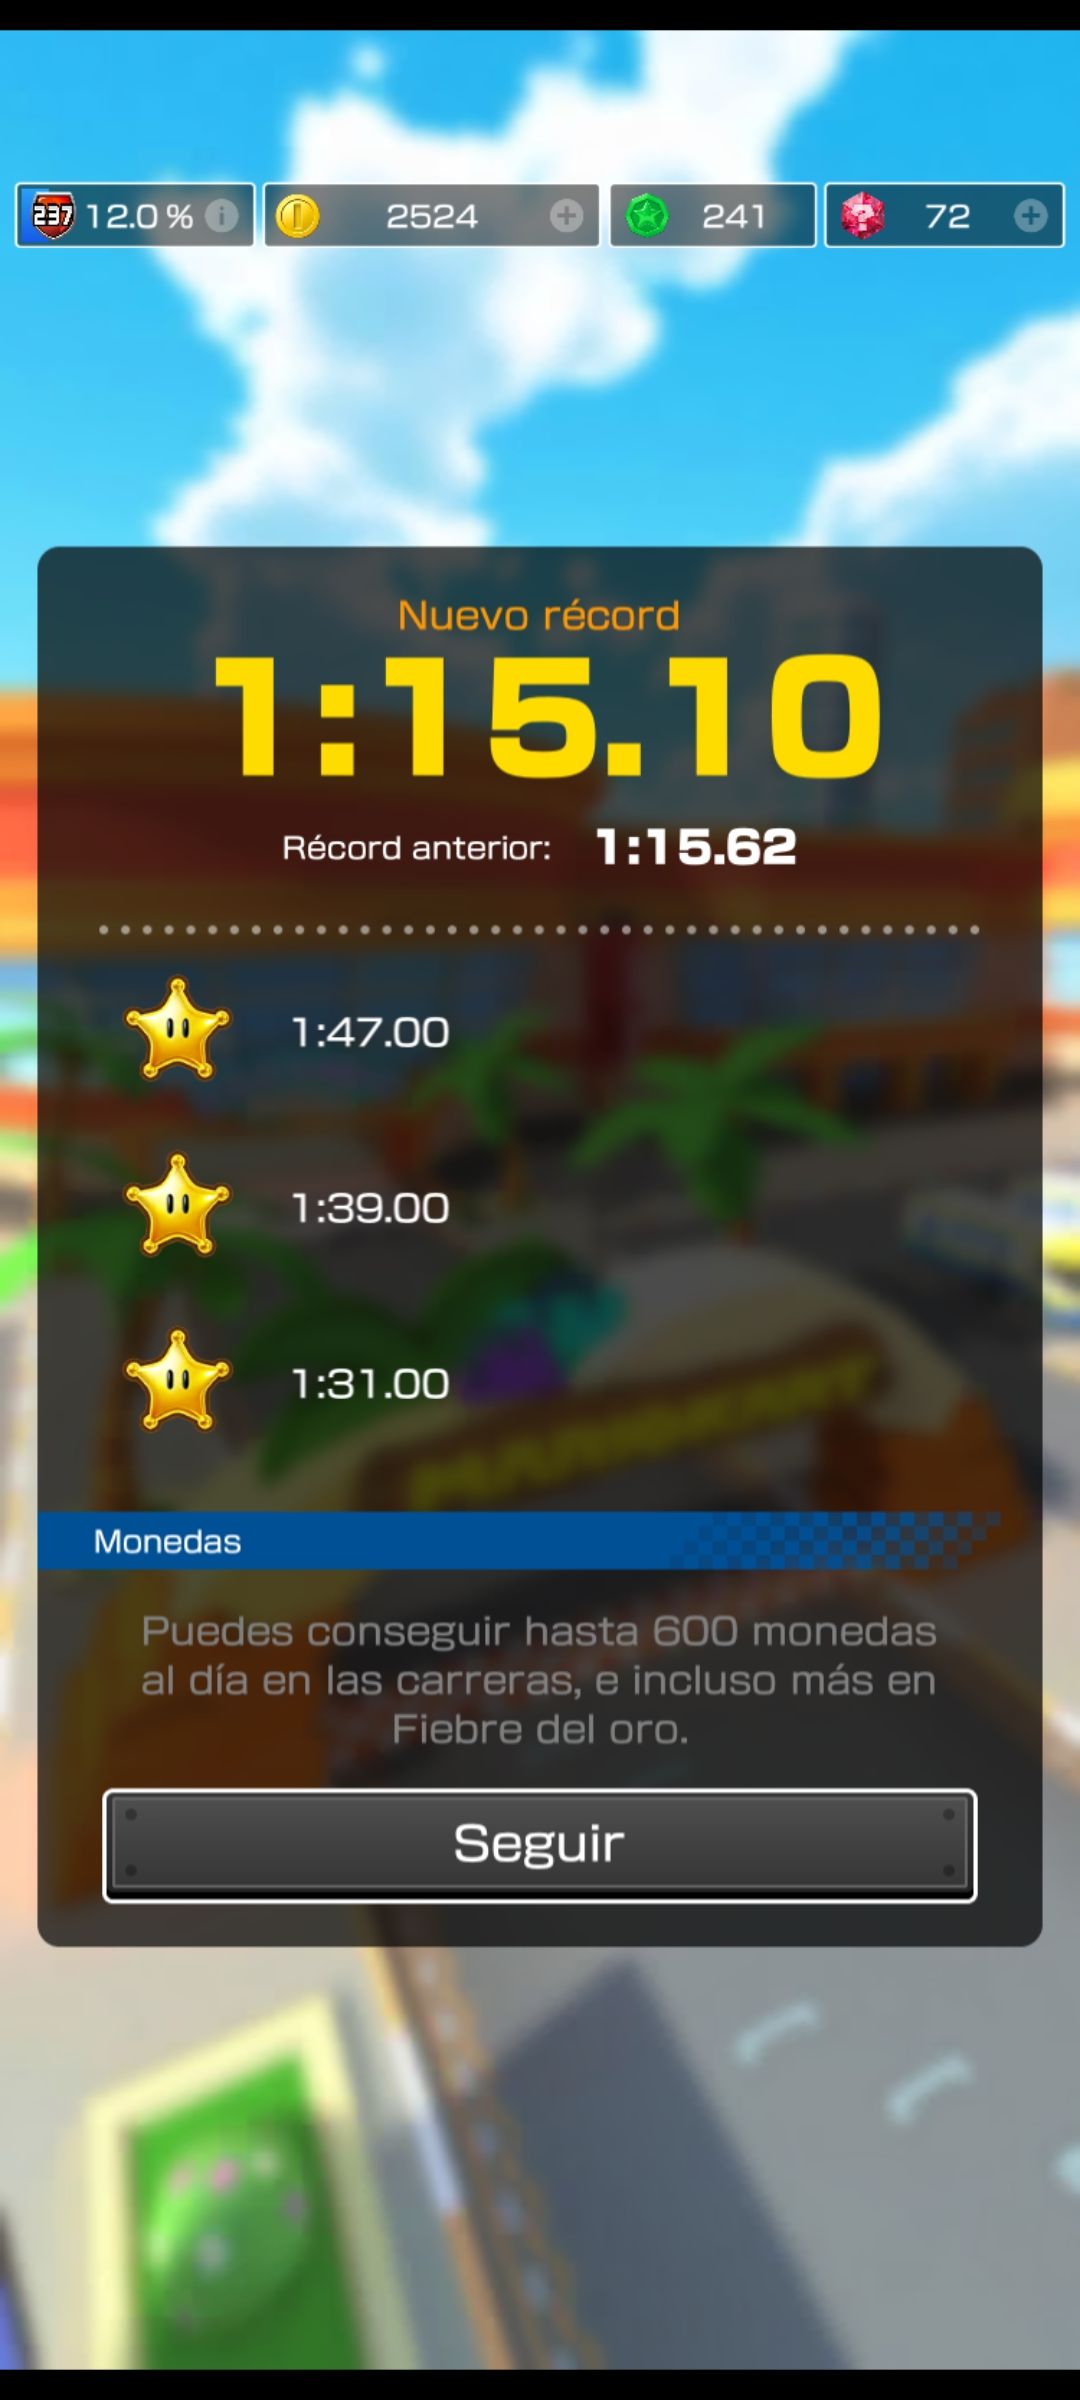 237 12.0 % 2524 241 72
Nuevo récord
1:15.10
Récord anterior: 1:15.62
1:47.00
1:39.00
1:31.00
Monedas
Puedes conseguir hasta 600 monedas
al día en las carreras, e incluso más en
Fiebre del oro.
Seguir